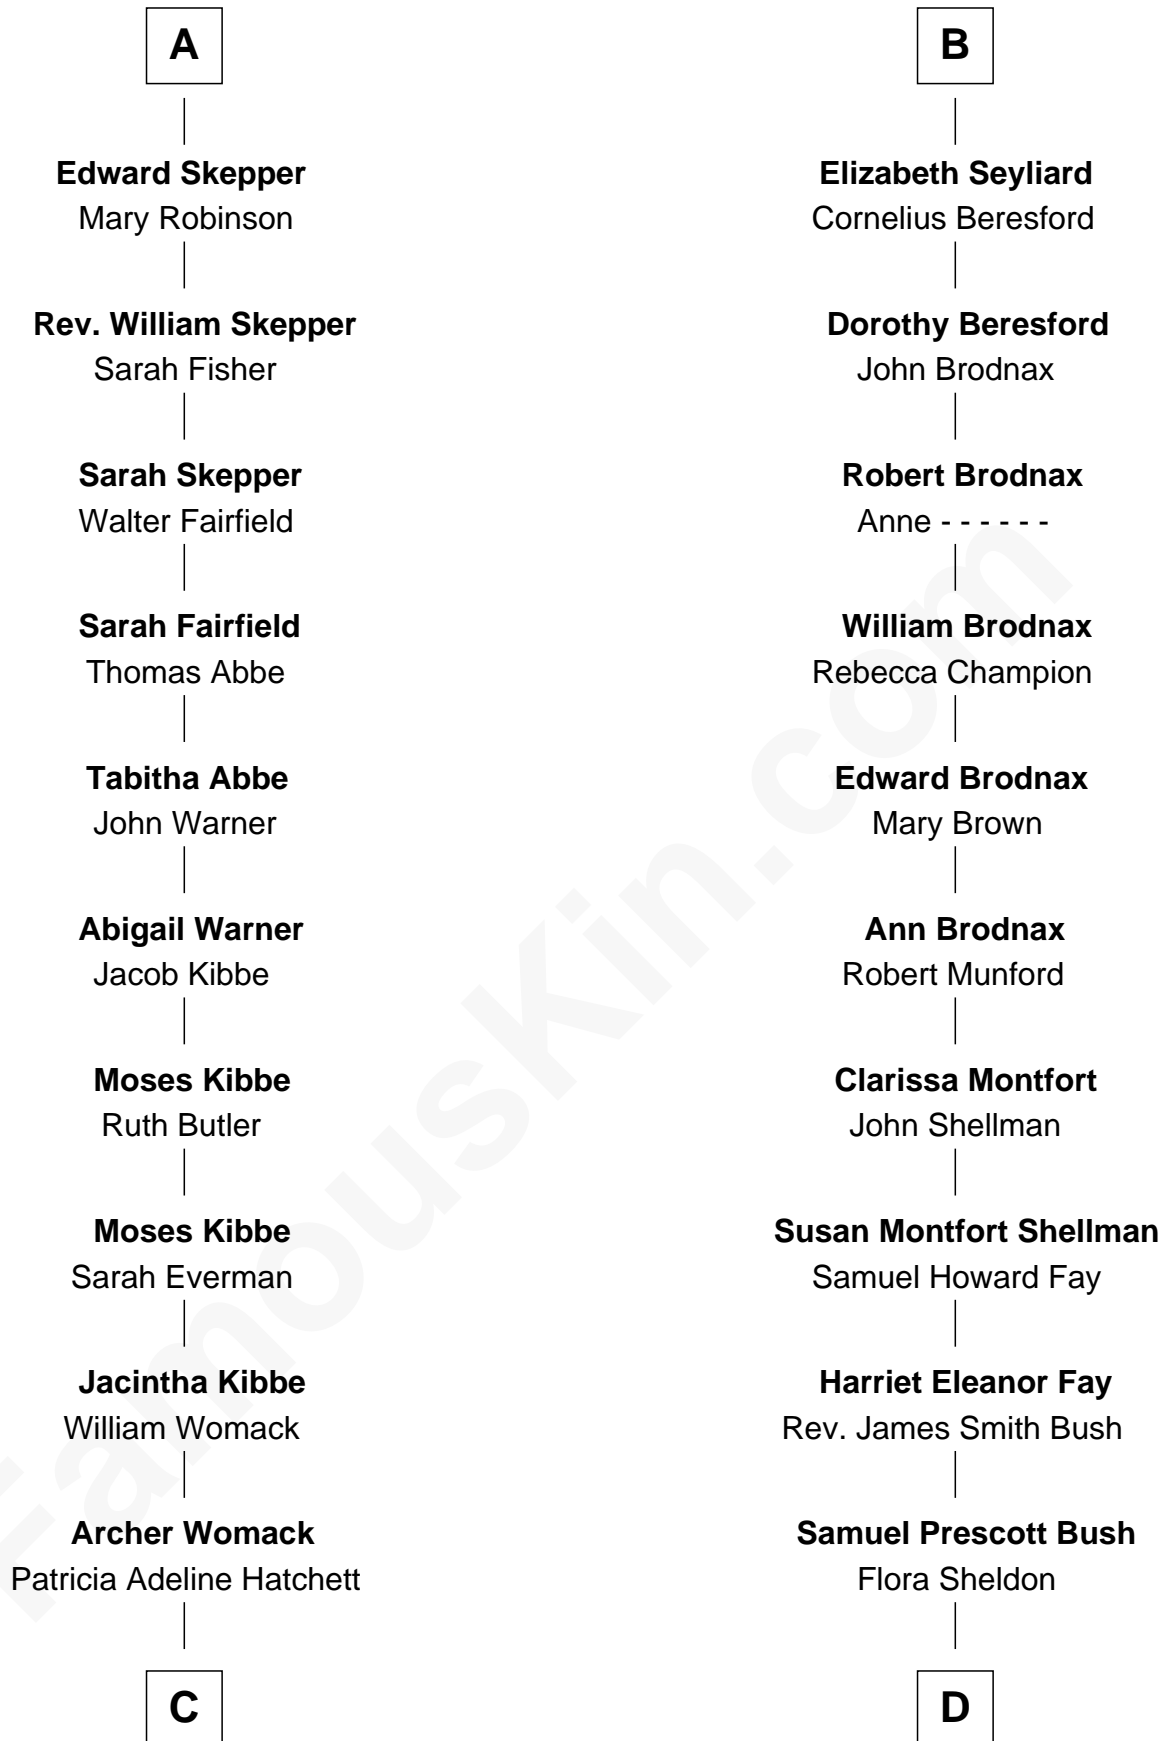 A
Edward Skepper
Mary Robinson
Rev. William Skepper
Sarah Fisher
Sarah Skepper
Walter Fairfield
Sarah Fairfield
Thomas Abbe
Tabitha Abbe
John Warner
Abigail Warner
Jacob Kibbe
Moses Kibbe
Ruth Butler
Moses Kibbe
Sarah Everman
Jacintha Kibbe
William Womack
Archer Womack
Patricia Adeline Hatchett
C
B
Elizabeth Seyliard
Cornelius Beresford
Dorothy Beresford
John Brodnax
Robert Brodnax
Anne - - - - - -
William Brodnax
Rebecca Champion
Edward Brodnax
Mary Brown
Ann Brodnax
Robert Munford
Clarissa Montfort
John Shellman
Susan Montfort Shellman
Samuel Howard Fay
Harriet Eleanor Fay
Rev. James Smith Bush
Samuel Prescott Bush
Flora Sheldon
D
FamousKin.com